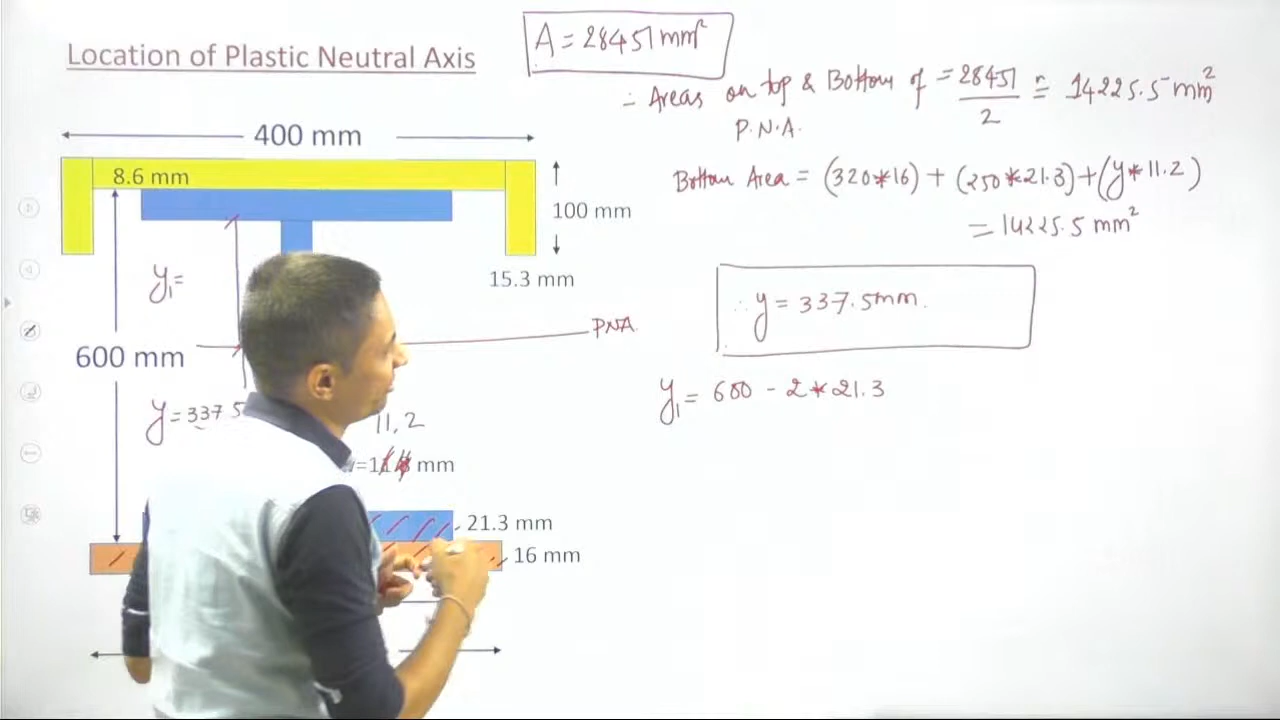 Location of Plastic Neutral Axis
A = 28451 mm²
= Areas on top & Bottom of = 28451/2 = 14225.5 mm²
P.N.A.
Bottom Area = (320*16) + (250*21.3) + (y*11.2)
= 14225.5 mm²
∴ y = 337.5mm.
y₁ = 600 - 2*21.3
400 mm
8.6 mm
100 mm
15.3 mm
y₁=
PNA
600 mm
y=337.5
11,2
mm
21.3 mm
16 mm